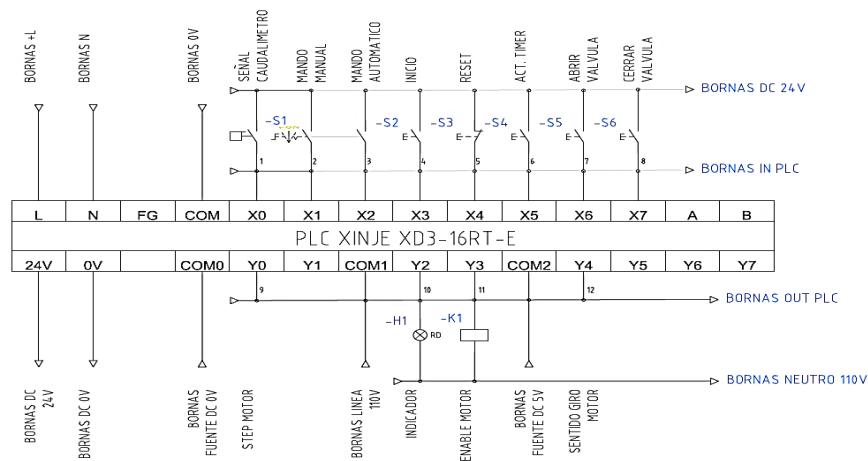 BORNAS +L
BORNAS N
BORNAS 0V
SEÑAL
CAUDALIMETRO
MANDO
MANUAL
MANDO
AUTOMATICO
INICIO
RESET
ACT. TIMER
ABRIR
VALVULA
CERRAR
VALVULA
BORNAS DC 24V
-S1
-S2
-S3
-S4
-S5
-S6
1
2
3
4
5
6
7
8
BORNAS IN PLC
L
N
FG
COM
X0
X1
X2
X3
X4
X5
X6
X7
A
B
PLC XINJE XD3-16RT-E
24V
0V
COM0
Y0
Y1
COM1
Y2
Y3
COM2
Y4
Y5
Y6
Y7
9
10
11
12
BORNAS OUT PLC
-H1
RD
-K1
BORNAS NEUTRO 110V
BORNAS DC
24V
BORNAS DC 0V
BORNAS
FUENTE DC 0V
STEP MOTOR
BORNAS LINEA
110V
INDICADOR
ENABLE MOTOR
BORNAS
FUENTE DC 5V
SENTIDO GIRO
MOTOR